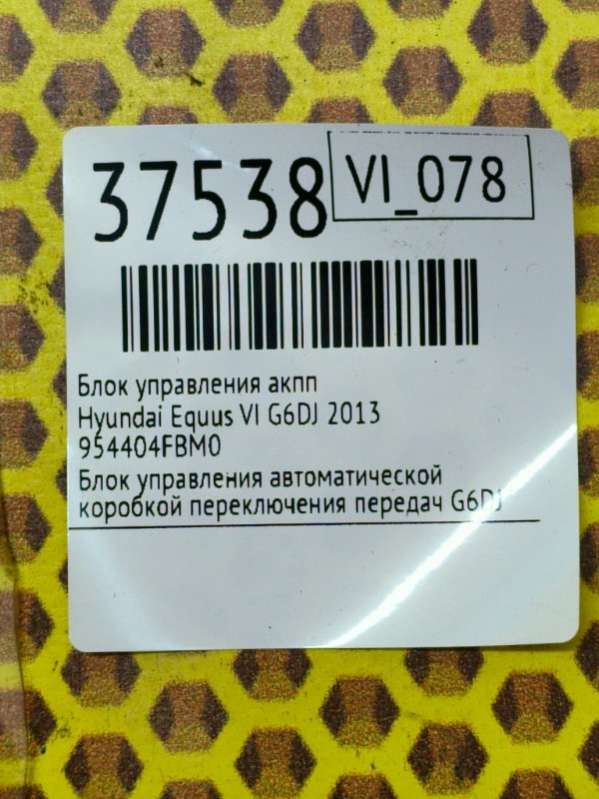 37538
VI_078
Блок управления акпп
Hyundai Equus VI G6DJ 2013
954404FBM0
Блок управления автоматической
коробкой переключения передач G6DJ